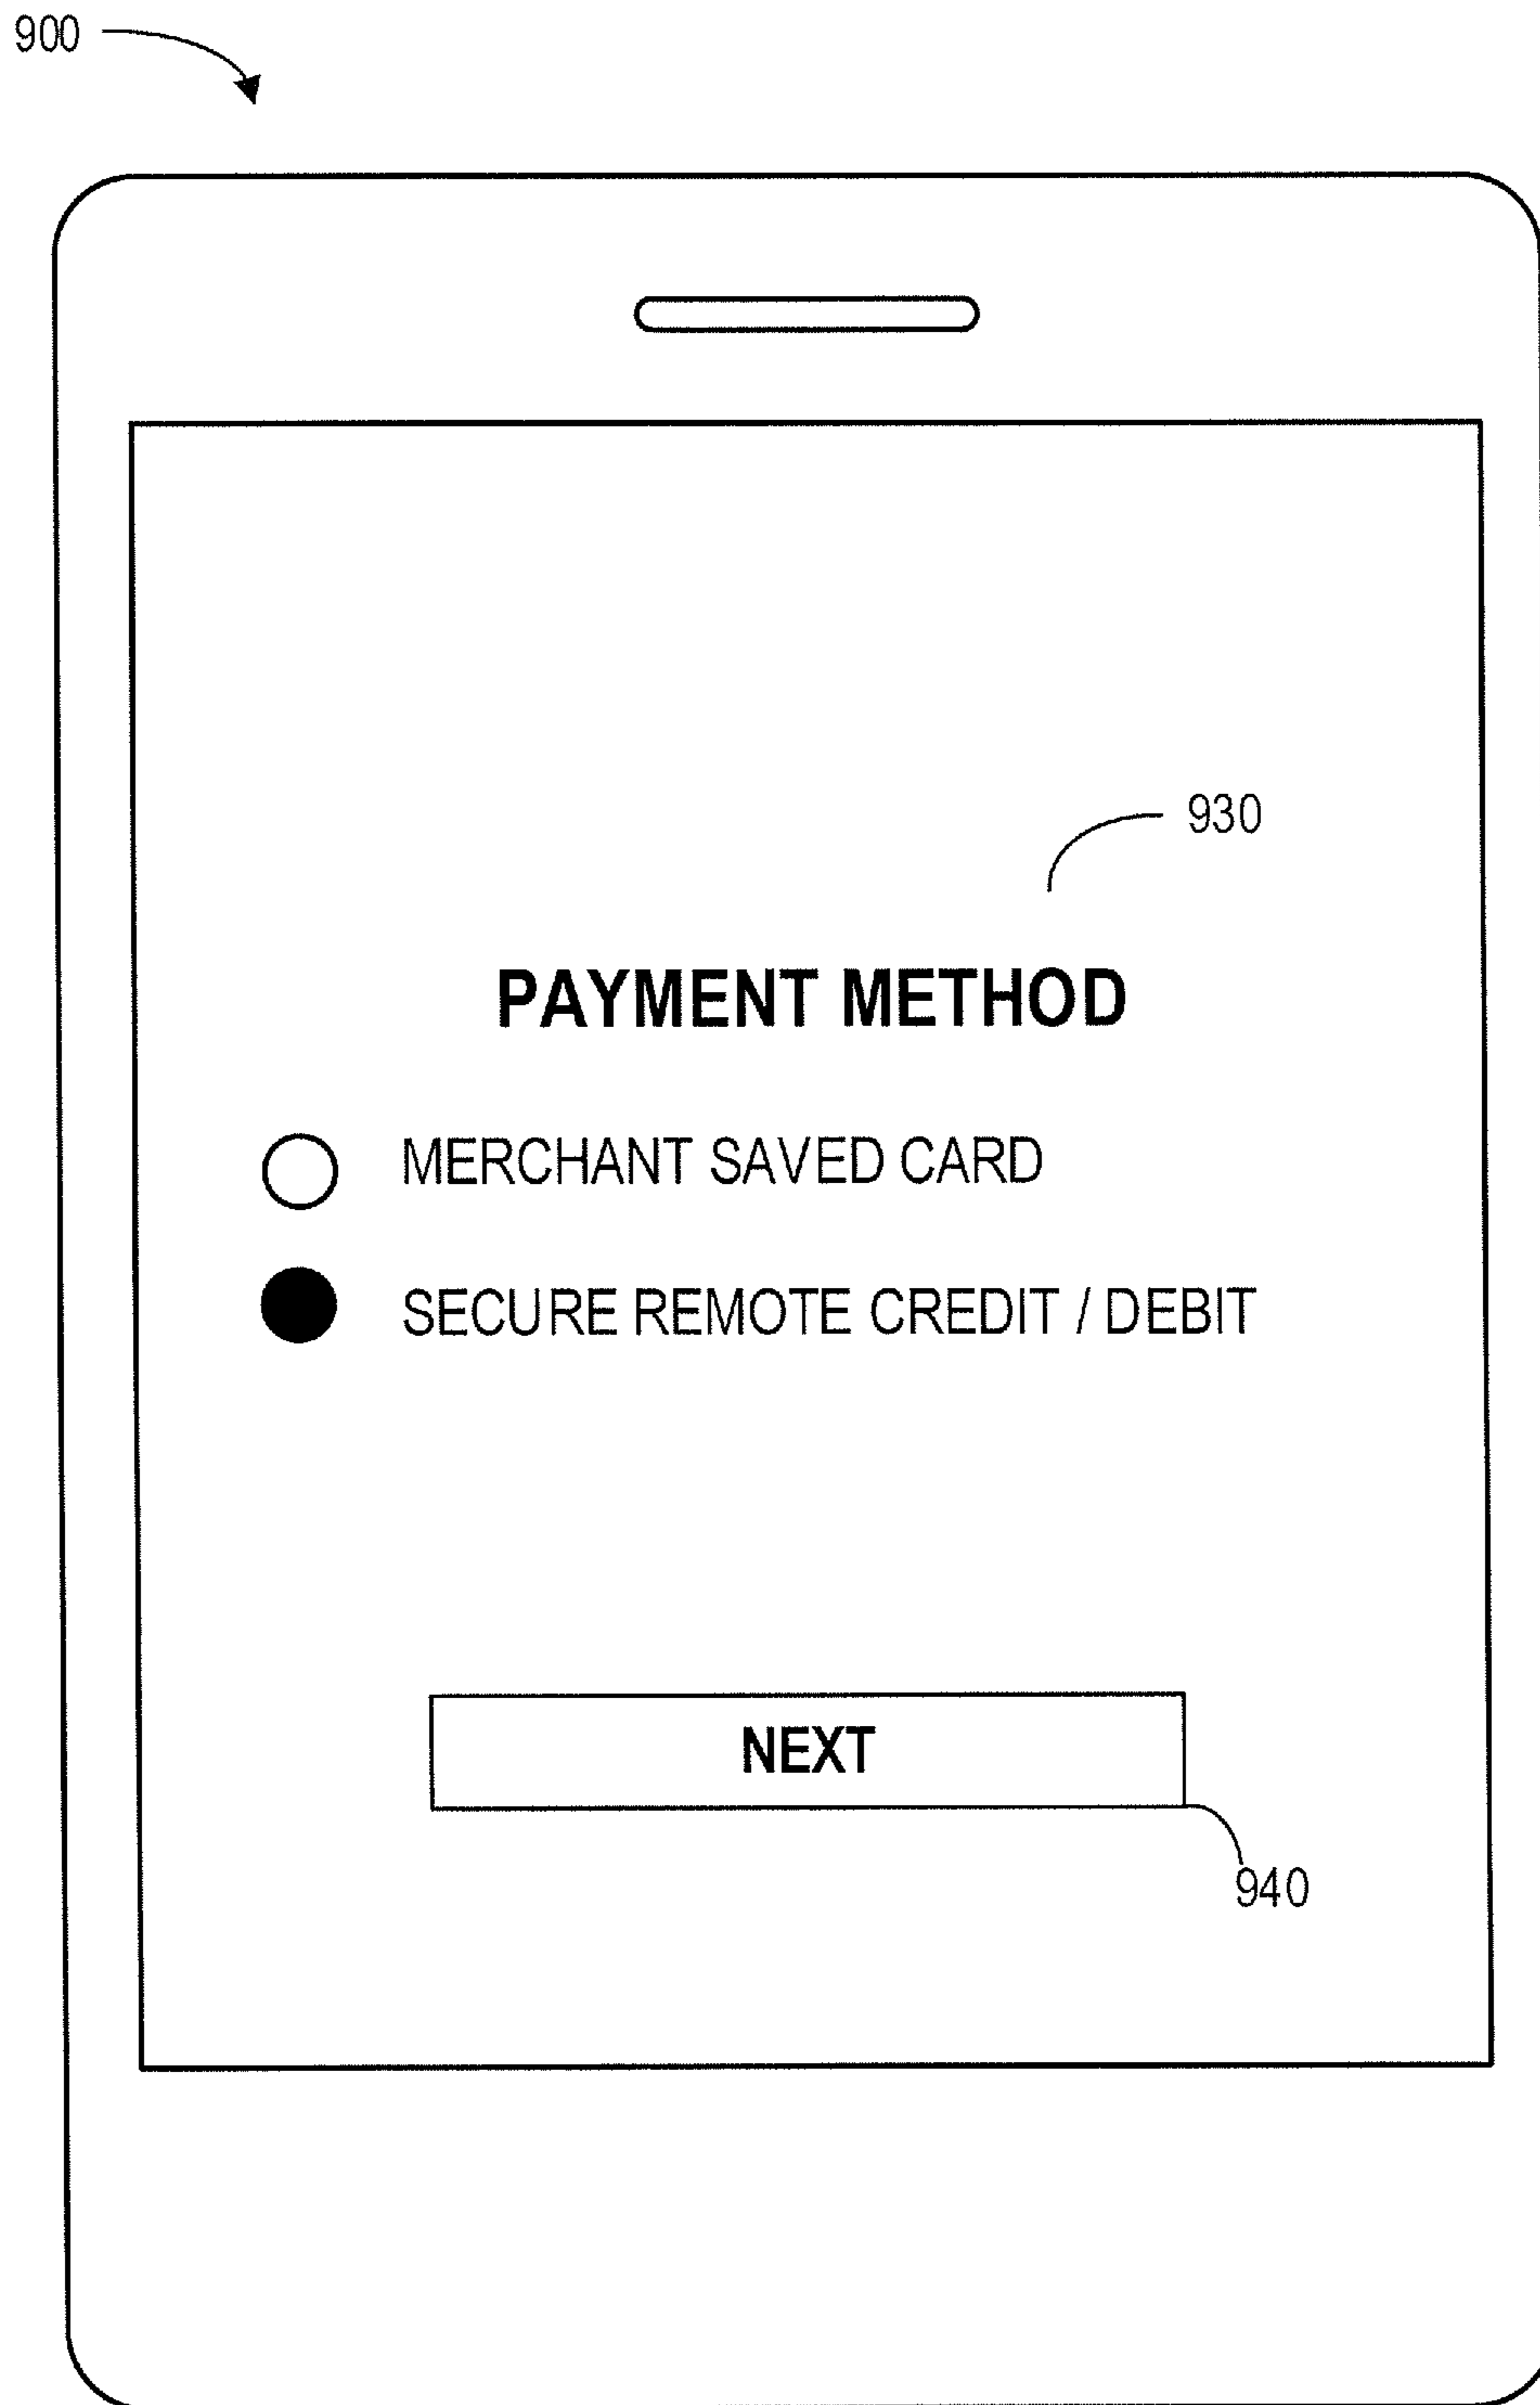 900
930
PAYMENT METHOD
MERCHANT SAVED CARD
SECURE REMOTE CREDIT / DEBIT
NEXT
940